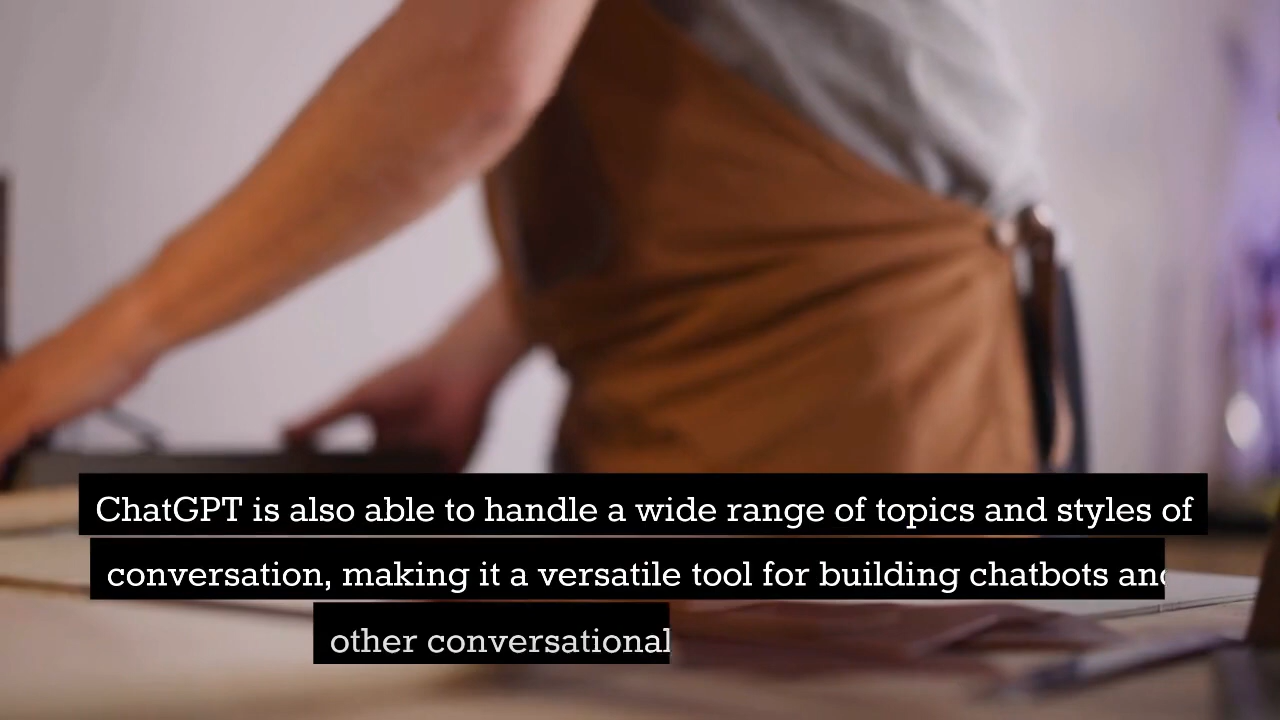 ChatGPT is also able to handle a wide range of topics and styles of
conversation, making it a versatile tool for building chatbots and
other conversational